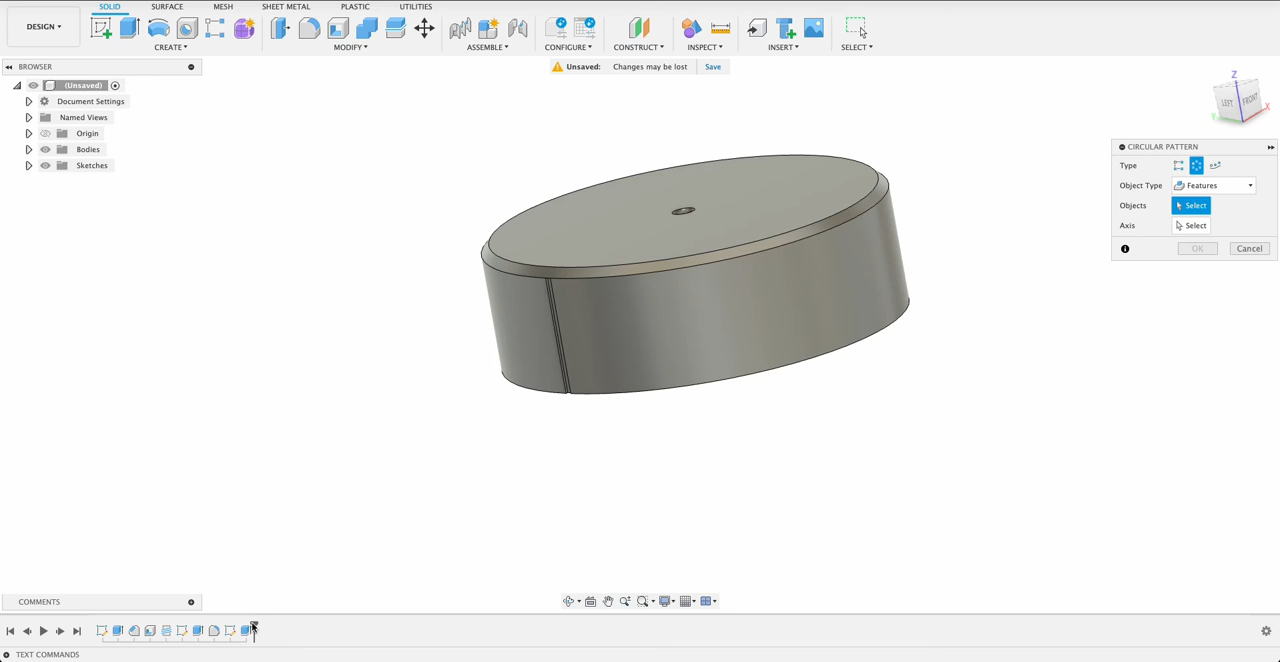 SOLID SURFACE MESH SHEET METAL PLASTIC UTILITIES
DESIGN
CREATE MODIFY ASSEMBLE CONFIGURE CONSTRUCT INSPECT INSERT SELECT
BROWSER
Unsaved: Changes may be lost Save
(Unsaved)
Document Settings
Named Views
Origin
Bodies
Sketches
Z
LEFT FRONT
X
Y
CIRCULAR PATTERN
Type
Object Type Features
Objects Select
Axis Select
OK Cancel
COMMENTS
TEXT COMMANDS